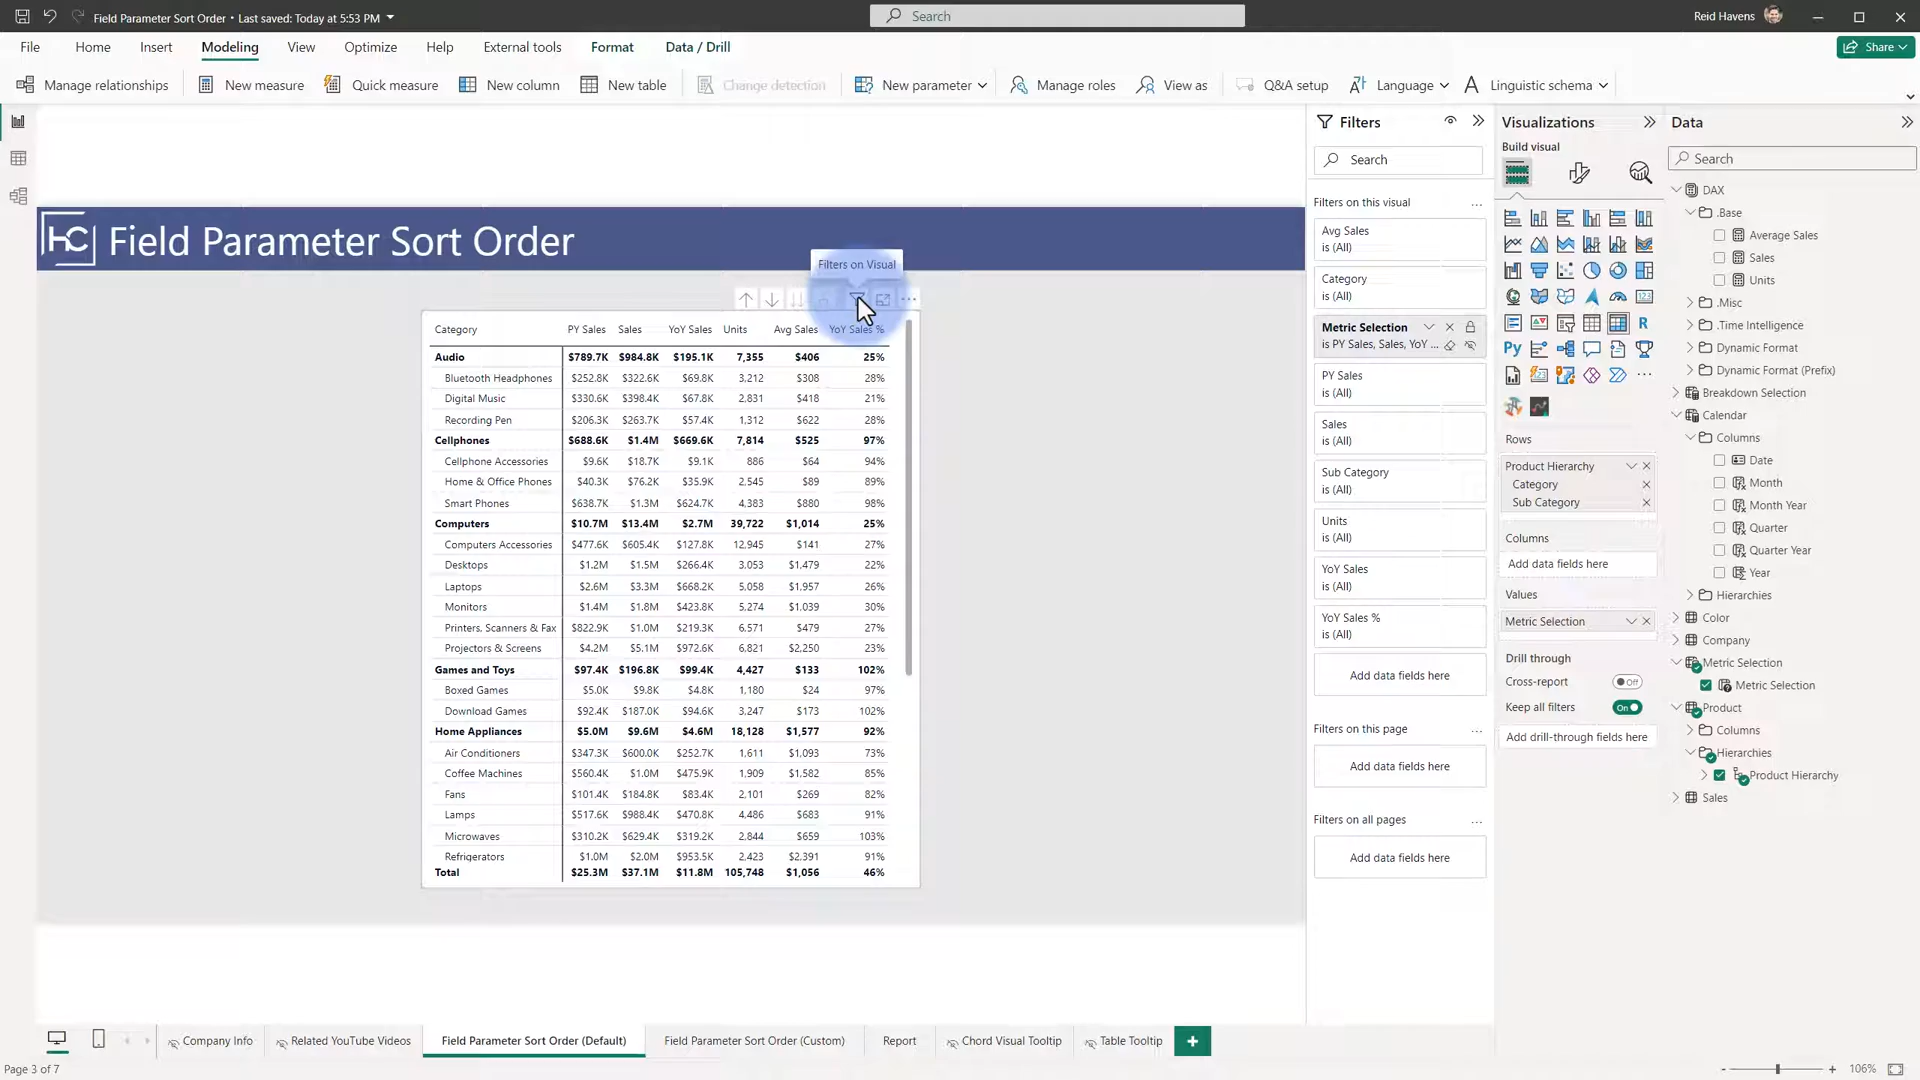 Field Parameter Sort Order • Last saved: Today at 5:53 PM
Search
Reid Havens
File
Home
Insert
Modeling
View
Optimize
Help
External tools
Format
Data / Drill
Share
Manage relationships
New measure
Quick measure
New column
New table
Change detection
New parameter
Manage roles
View as
Q&A setup
Language
Linguistic schema
HC
Field Parameter Sort Order
Filters on Visual
Category PY Sales Sales YoY Sales Units Avg Sales YoY Sales %
Audio $789.7K $984.8K $195.1K 7,355 $406 25%
Bluetooth Headphones $252.8K $322.6K $69.8K 3,212 $308 28%
Digital Music $330.6K $398.4K $67.8K 2,831 $418 21%
Recording Pen $206.3K $263.7K $57.4K 1,312 $622 28%
Cellphones $688.6K $1.4M $669.6K 7,814 $525 97%
Cellphone Accessories $9.6K $18.7K $9.1K 886 $64 94%
Home & Office Phones $40.3K $76.2K $35.9K 2,545 $89 89%
Smart Phones $638.7K $1.3M $624.7K 4,383 $880 98%
Computers $10.7M $13.4M $2.7M 39,722 $1,014 25%
Computers Accessories $477.6K $605.4K $127.8K 12,945 $141 27%
Desktops $1.2M $1.5M $266.4K 3,053 $1,479 22%
Laptops $2.6M $3.3M $668.2K 5,058 $1,957 26%
Monitors $1.4M $1.8M $423.8K 5,274 $1,039 30%
Printers, Scanners & Fax $822.9K $1.0M $219.3K 6,571 $479 27%
Projectors & Screens $4.2M $5.1M $972.6K 6,821 $2,250 23%
Games and Toys $97.4K $196.8K $99.4K 4,427 $133 102%
Boxed Games $5.0K $9.8K $4.8K 1,180 $24 97%
Download Games $92.4K $187.0K $94.6K 3,247 $173 102%
Home Appliances $5.0M $9.6M $4.6M 18,128 $1,577 92%
Air Conditioners $347.3K $600.0K $252.7K 1,611 $1,093 73%
Coffee Machines $560.4K $1.0M $475.9K 1,909 $1,582 85%
Fans $101.4K $184.8K $83.4K 2,101 $269 82%
Lamps $517.6K $988.4K $470.8K 4,486 $683 91%
Microwaves $310.2K $629.4K $319.2K 2,844 $659 103%
Refrigerators $1.0M $2.0M $953.5K 2,423 $2,391 91%
Total $25.3M $37.1M $11.8M 105,748 $1,056 46%
Filters
Search
Filters on this visual ...
Avg Sales
is (All)
Category
is (All)
Metric Selection
is PY Sales, Sales, YoY ...
PY Sales
is (All)
Sales
is (All)
Sub Category
is (All)
Units
is (All)
YoY Sales
is (All)
YoY Sales %
is (All)
Add data fields here
Filters on this page ...
Add data fields here
Filters on all pages ...
Add data fields here
Visualizations
Build visual
R
Py
Rows
Product Hierarchy
Category
Sub Category
Columns
Add data fields here
Values
Metric Selection
Drill through
Cross-report Off
Keep all filters On
Add drill-through fields here
Data
Search
DAX
.Base
Average Sales
Sales
Units
.Misc
.Time Intelligence
Dynamic Format
Dynamic Format (Prefix)
Breakdown Selection
Calendar
Columns
Date
Month
Month Year
Quarter
Quarter Year
Year
Hierarchies
Color
Company
Metric Selection
Metric Selection
Product
Columns
Hierarchies
Product Hierarchy
Sales
Company Info
Related YouTube Videos
Field Parameter Sort Order (Default)
Field Parameter Sort Order (Custom)
Report
Chord Visual Tooltip
Table Tooltip
Page 3 of 7
106%